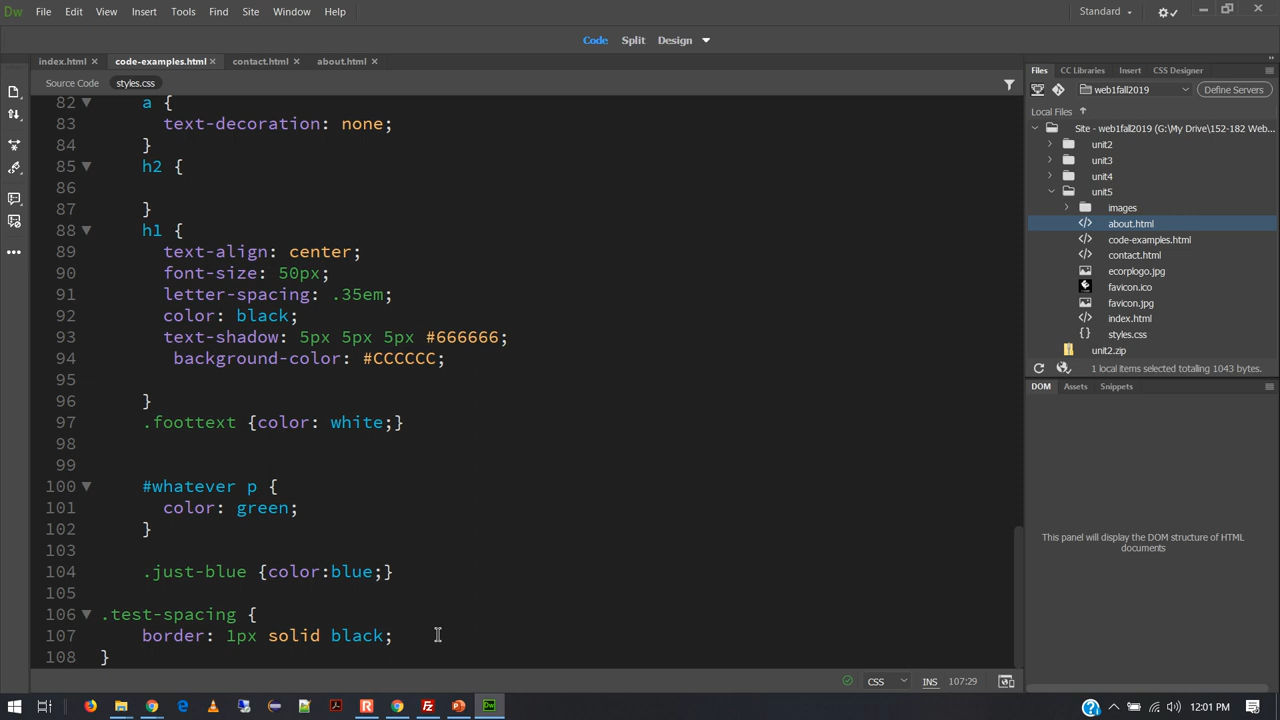 Dw File Edit View Insert Tools Find Site Window Help Standard
Code Split Design
index.html code-examples.html contact.html about.html
Source Code styles.css
82 a {
83 text-decoration: none;
84 }
85 h2 {
86
87 }
88 h1 {
89 text-align: center;
90 font-size: 50px;
91 letter-spacing: .35em;
92 color: black;
93 text-shadow: 5px 5px 5px #666666;
94 background-color: #CCCCCC;
95
96 }
97 .foottext {color: white;}
98
99
100 #whatever p {
101 color: green;
102 }
103
104 .just-blue {color:blue;}
105
106 .test-spacing {
107 border: 1px solid black;
108 }
CSS INS 107:29
Files CC Libraries Insert CSS Designer
web1fall2019 Define Servers
Local Files
Site - web1fall2019 (G:\My Drive\152-182 Web...
unit2
unit3
unit4
unit5
images
about.html
code-examples.html
contact.html
ecorplogo.jpg
favicon.ico
favicon.jpg
index.html
styles.css
unit2.zip
1 local items selected totalling 1043 bytes.
DOM Assets Snippets
This panel will display the DOM structure of HTML
documents
12:01 PM